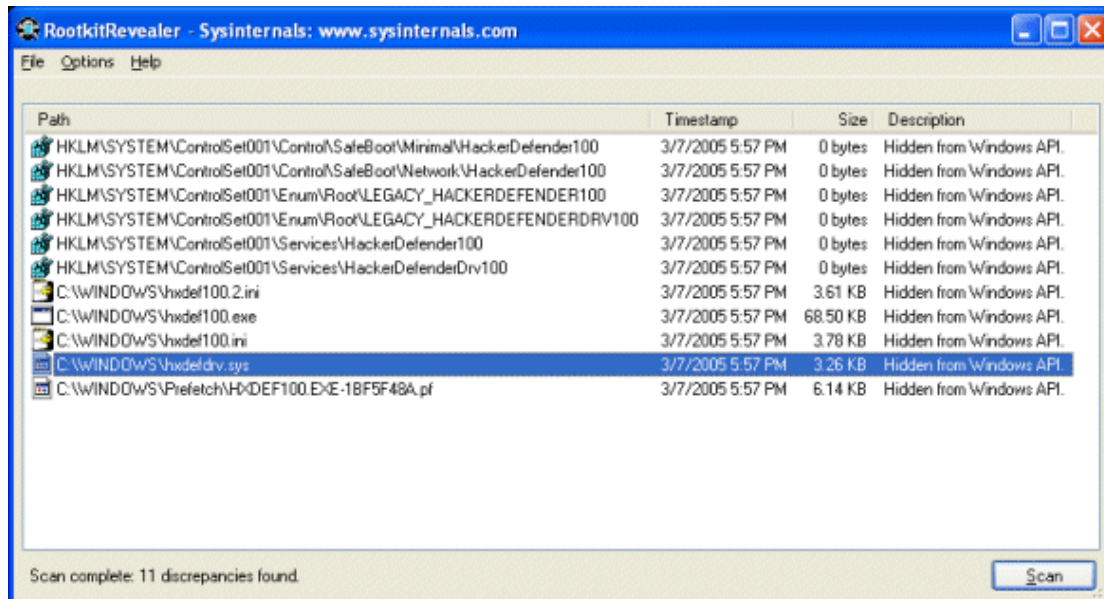 RootkitRevealer - Sysinternals: www.sysinternals.com
File Options Help
Path Timestamp Size Description
HKLM\SYSTEM\ControlSet001\Control\SafeBoot\Minimal\HackerDefender100 3/7/2005 5:57 PM 0 bytes Hidden from Windows API.
HKLM\SYSTEM\ControlSet001\Control\SafeBoot\Network\HackerDefender100 3/7/2005 5:57 PM 0 bytes Hidden from Windows API.
HKLM\SYSTEM\ControlSet001\Enum\Root\LEGACY_HACKERDEFENDER100 3/7/2005 5:57 PM 0 bytes Hidden from Windows API.
HKLM\SYSTEM\ControlSet001\Enum\Root\LEGACY_HACKERDEFENDERDRV100 3/7/2005 5:57 PM 0 bytes Hidden from Windows API.
HKLM\SYSTEM\ControlSet001\Services\HackerDefender100 3/7/2005 5:57 PM 0 bytes Hidden from Windows API.
HKLM\SYSTEM\ControlSet001\Services\HackerDefenderDrv100 3/7/2005 5:57 PM 0 bytes Hidden from Windows API.
C:\WINDOWS\hxdef100.2.ini 3/7/2005 5:57 PM 3.61 KB Hidden from Windows API.
C:\WINDOWS\hxdef100.exe 3/7/2005 5:57 PM 68.50 KB Hidden from Windows API.
C:\WINDOWS\hxdef100.ini 3/7/2005 5:57 PM 3.78 KB Hidden from Windows API.
C:\WINDOWS\hxdefdrv.sys 3/7/2005 5:57 PM 3.26 KB Hidden from Windows API.
C:\WINDOWS\Prefetch\HXDEF100.EXE-1BF5F48A.pf 3/7/2005 5:57 PM 6.14 KB Hidden from Windows API.
Scan complete: 11 discrepancies found.
Scan